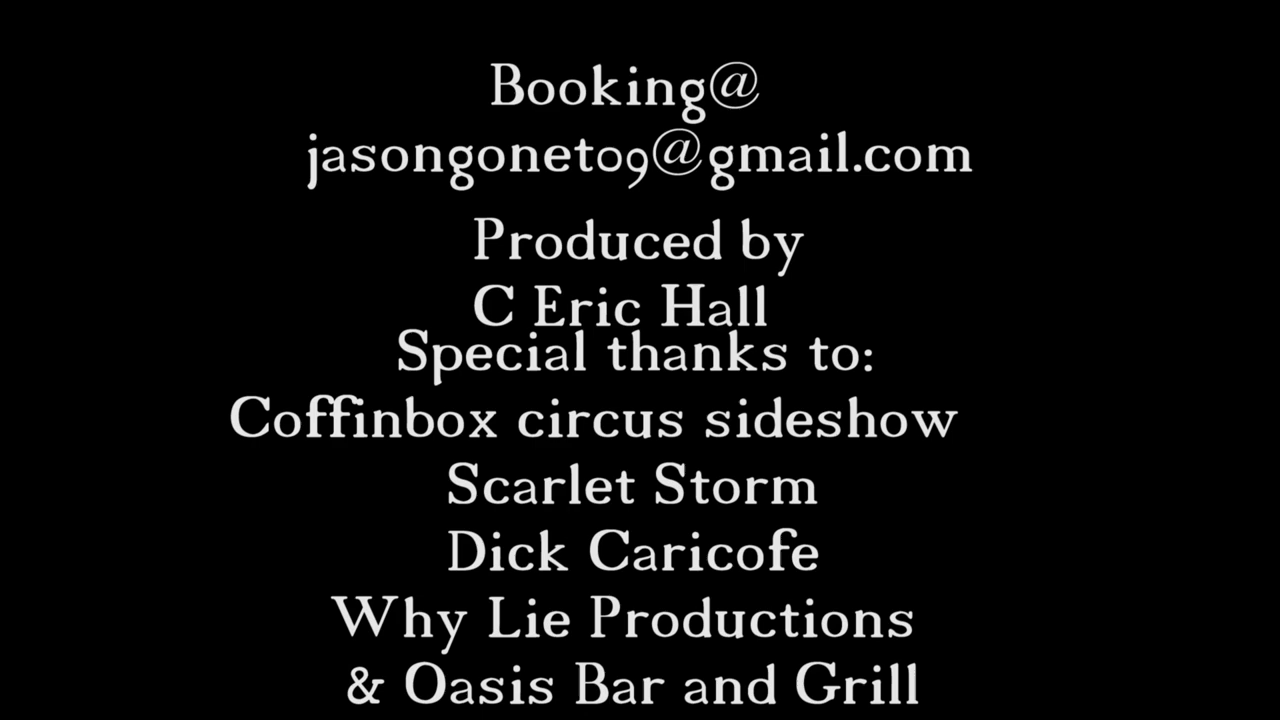 Booking@
jasongonet09@gmail.com
Produced by
C Eric Hall
Special thanks to:
Coffinbox circus sideshow
Scarlet Storm
Dick Caricofe
Why Lie Productions
& Oasis Bar and Grill